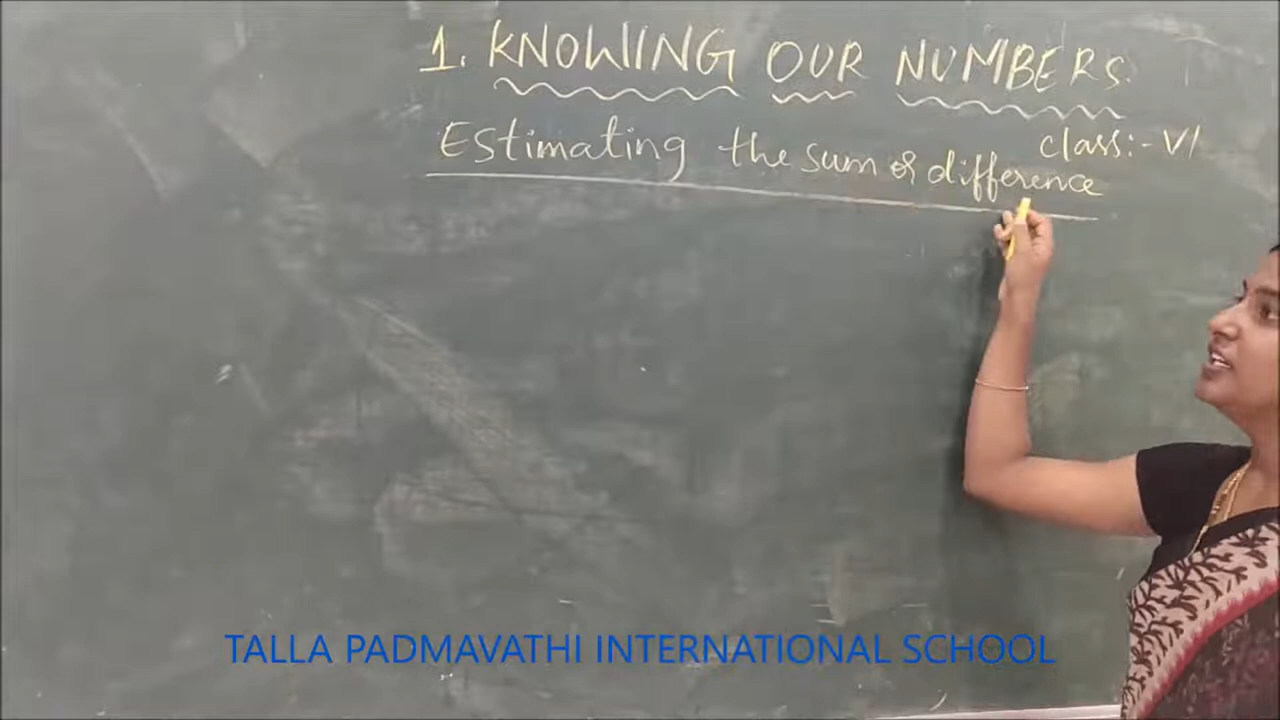 1. KNOWING OUR NUMBERS
class:- VI
Estimating the sum or difference
TALLA PADMAVATHI INTERNATIONAL SCHOOL